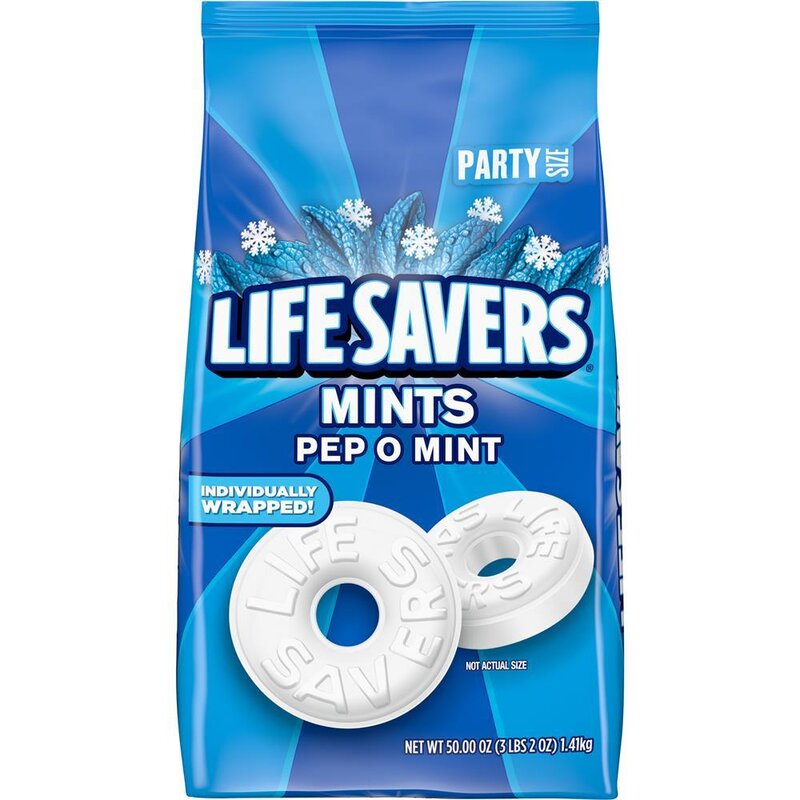 PARTY SIZE
LIFE SAVERS®
MINTS
PEP O MINT
INDIVIDUALLY
WRAPPED!
LIFE
SAVERS
LIFE
NOT ACTUAL SIZE
NET WT 50.00 OZ (3 LBS 2 OZ) 1.41kg